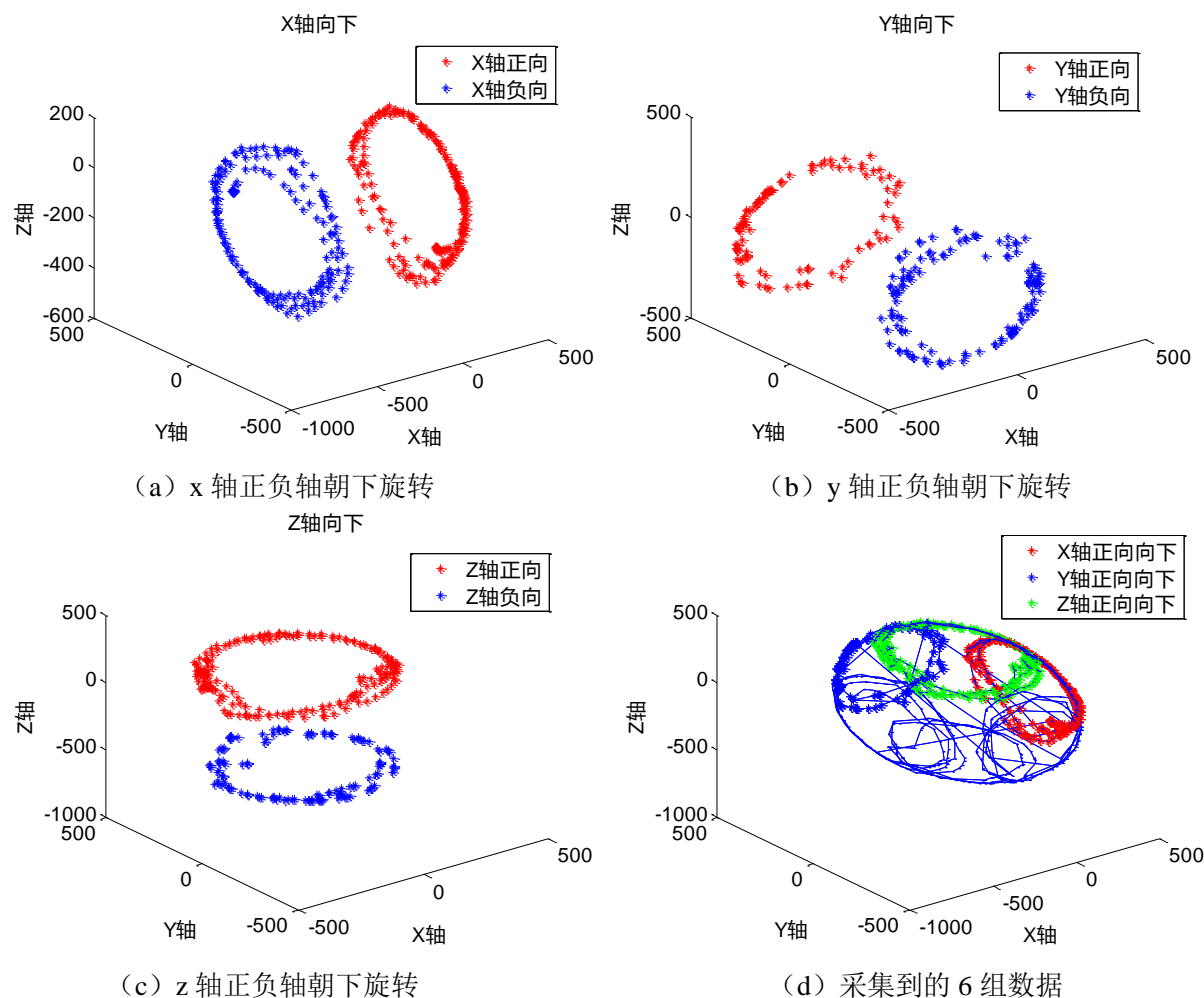 X轴向下
X轴正向
X轴负向
200
0
-200
-400
-600
Z轴
500
0
-500
Y轴
-1000
-500
0
500
X轴
（a）x 轴正负轴朝下旋转
Y轴向下
Y轴正向
Y轴负向
500
0
-500
Z轴
500
0
-500
Y轴
-500
0
500
X轴
（b）y 轴正负轴朝下旋转
Z轴向下
Z轴正向
Z轴负向
500
0
-500
-1000
Z轴
500
0
-500
Y轴
-500
0
500
X轴
（c）z 轴正负轴朝下旋转
X轴正向向下
Y轴正向向下
Z轴正向向下
500
0
-500
-1000
Z轴
500
0
-500
Y轴
-1000
-500
0
500
X轴
（d）采集到的 6 组数据